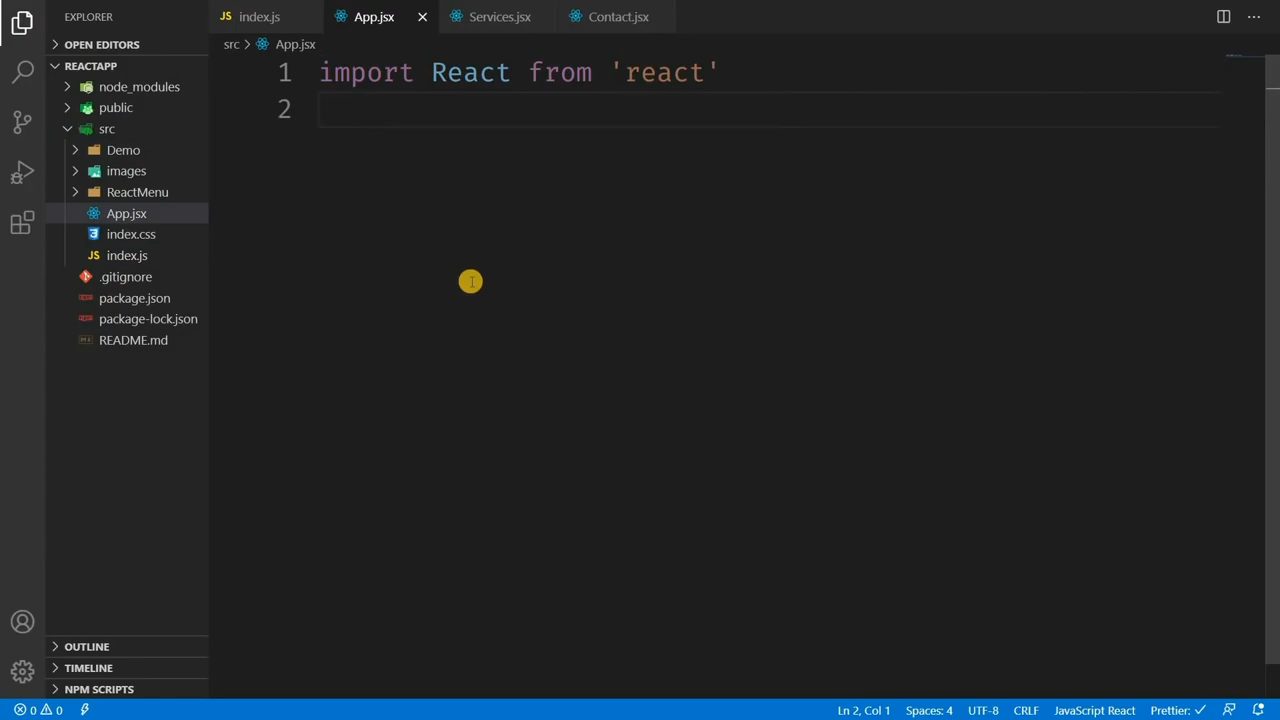 EXPLORER
JS index.js
App.jsx
Services.jsx
Contact.jsx
OPEN EDITORS
src
App.jsx
REACTAPP
node_modules
public
src
Demo
images
ReactMenu
App.jsx
index.css
JS index.js
.gitignore
package.json
package-lock.json
README.md
1 import React from 'react'
2
OUTLINE
TIMELINE
NPM SCRIPTS
0 0
Ln 2, Col 1
Spaces: 4
UTF-8
CRLF
JavaScript React
Prettier: ✓